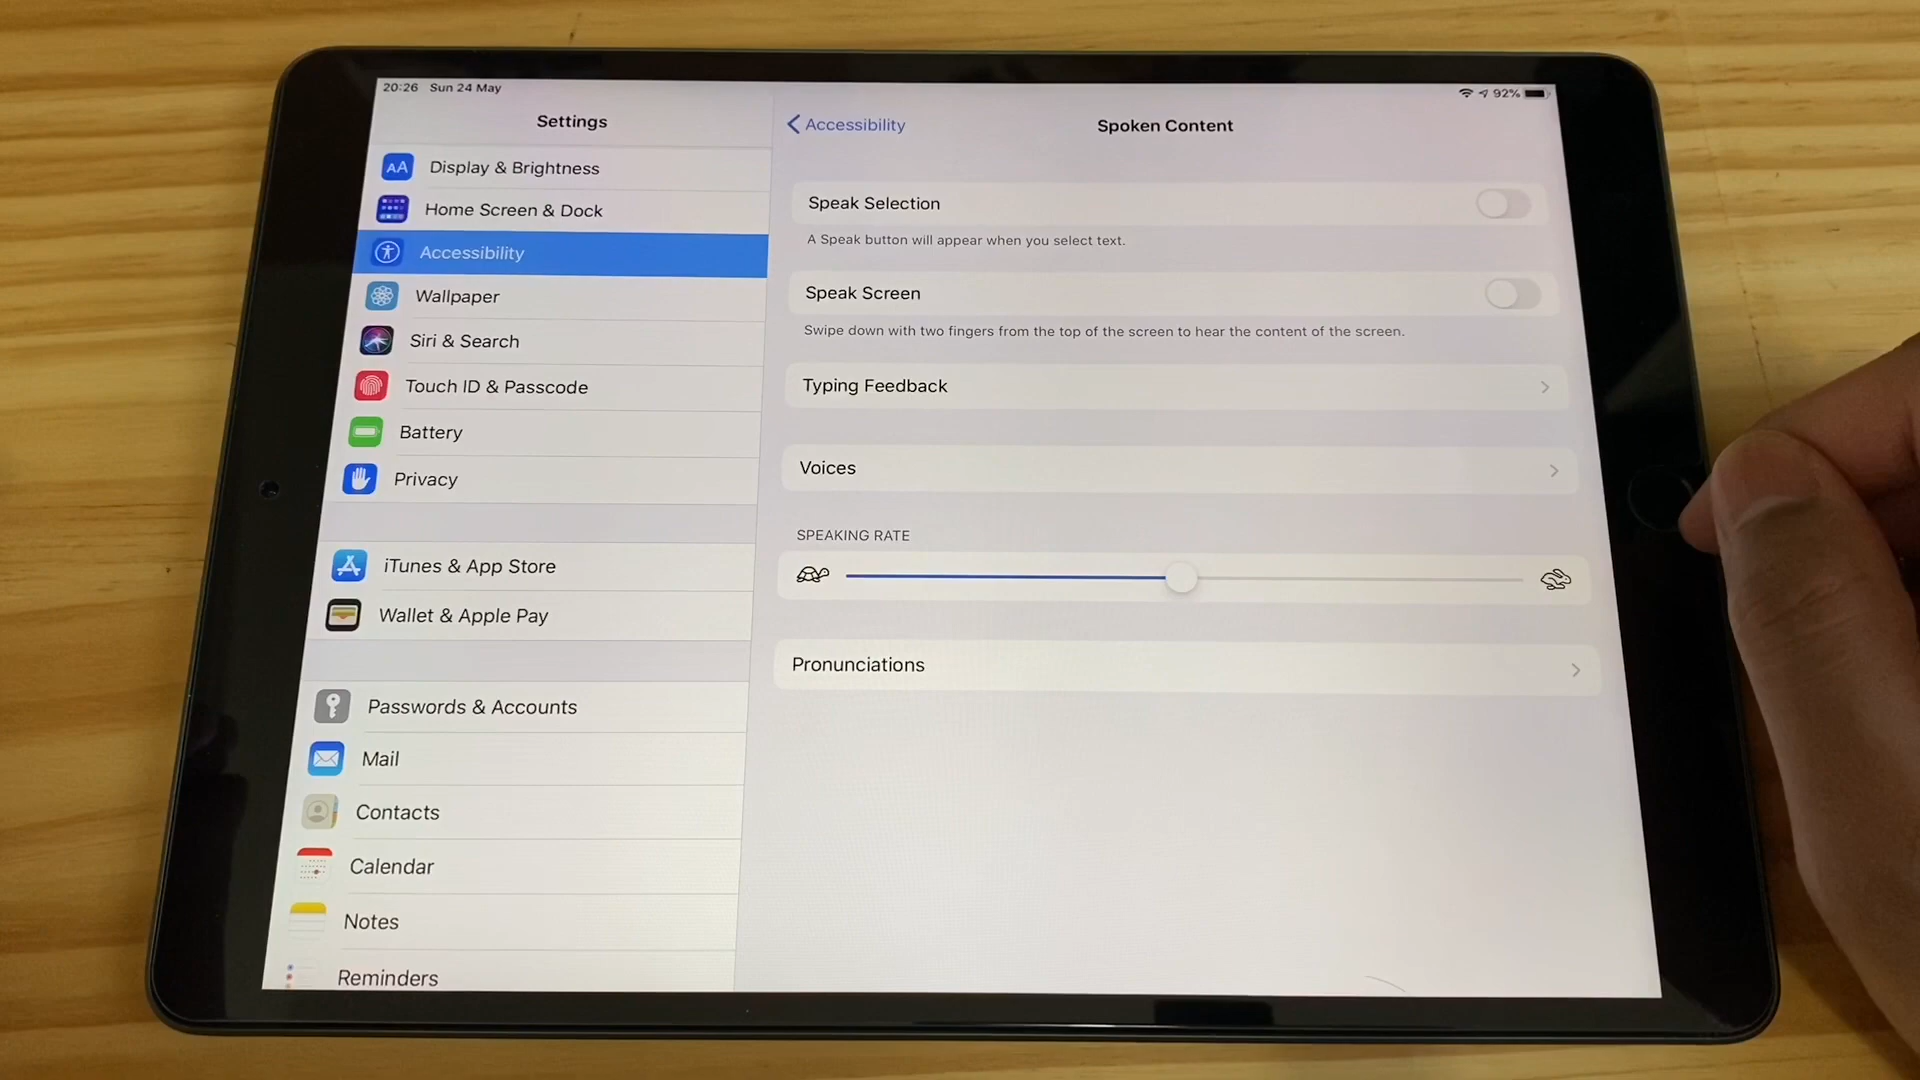 20:26 Sun 24 May
92%
Settings
Display & Brightness
Home Screen & Dock
Accessibility
Wallpaper
Siri & Search
Touch ID & Passcode
Battery
Privacy
iTunes & App Store
Wallet & Apple Pay
Passwords & Accounts
Mail
Contacts
Calendar
Notes
Reminders
Accessibility
Spoken Content
Speak Selection
A Speak button will appear when you select text.
Speak Screen
Swipe down with two fingers from the top of the screen to hear the content of the screen.
Typing Feedback
Voices
SPEAKING RATE
Pronunciations